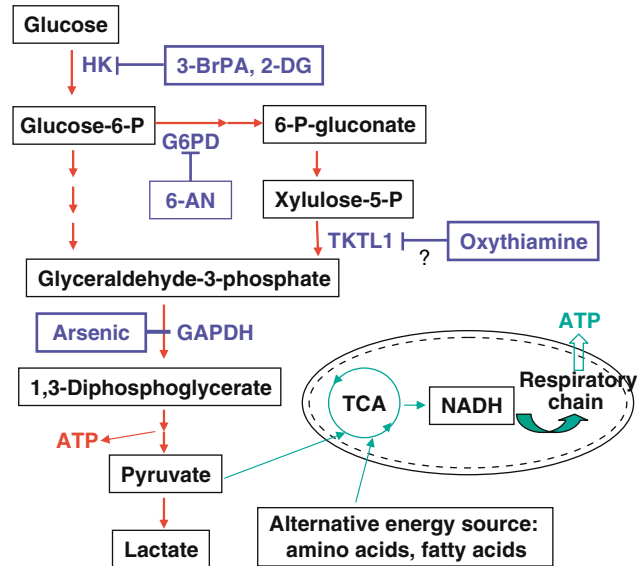 Glucose
HK
3-BrPA, 2-DG
Glucose-6-P
6-P-gluconate
G6PD
6-AN
Xylulose-5-P
TKTL1
?
Oxythiamine
Glyceraldehyde-3-phosphate
Arsenic
GAPDH
ATP
1,3-Diphosphoglycerate
TCA
NADH
Respiratory
chain
ATP
Pyruvate
Alternative energy source:
amino acids, fatty acids
Lactate